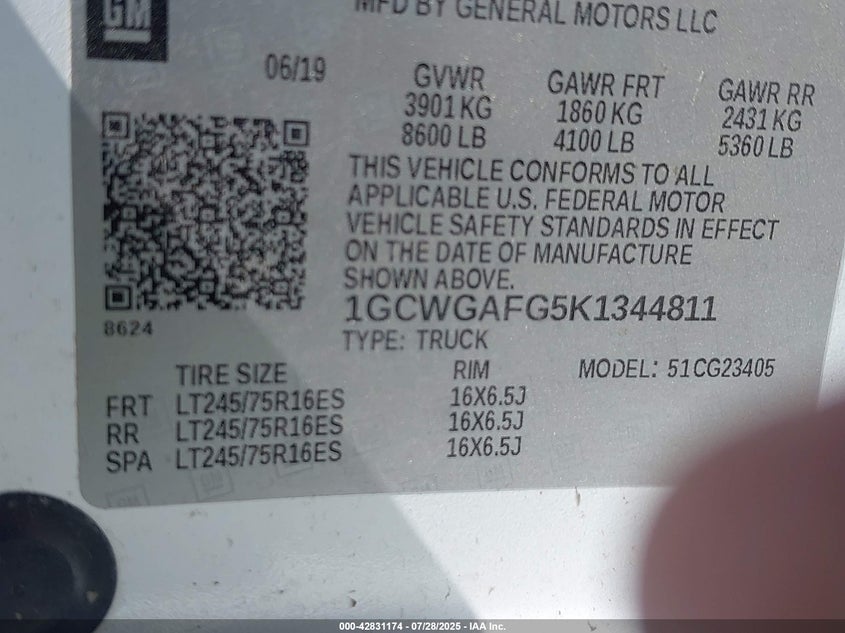 GM
MFD BY GENERAL MOTORS LLC
06/19
GVWR GAWR FRT GAWR RR
3901 KG 1860 KG 2431 KG
8600 LB 4100 LB 5360 LB
THIS VEHICLE CONFORMS TO ALL
APPLICABLE U.S. FEDERAL MOTOR
VEHICLE SAFETY STANDARDS IN EFFECT
ON THE DATE OF MANUFACTURE
SHOWN ABOVE.
1GCWGAFG5K1344811
8624
TYPE: TRUCK
TIRE SIZE RIM MODEL: 51CG23405
FRT LT245/75R16ES 16X6.5J
RR LT245/75R16ES 16X6.5J
SPA LT245/75R16ES 16X6.5J
000-42831174 | 07/28/2025 | IAA Inc.